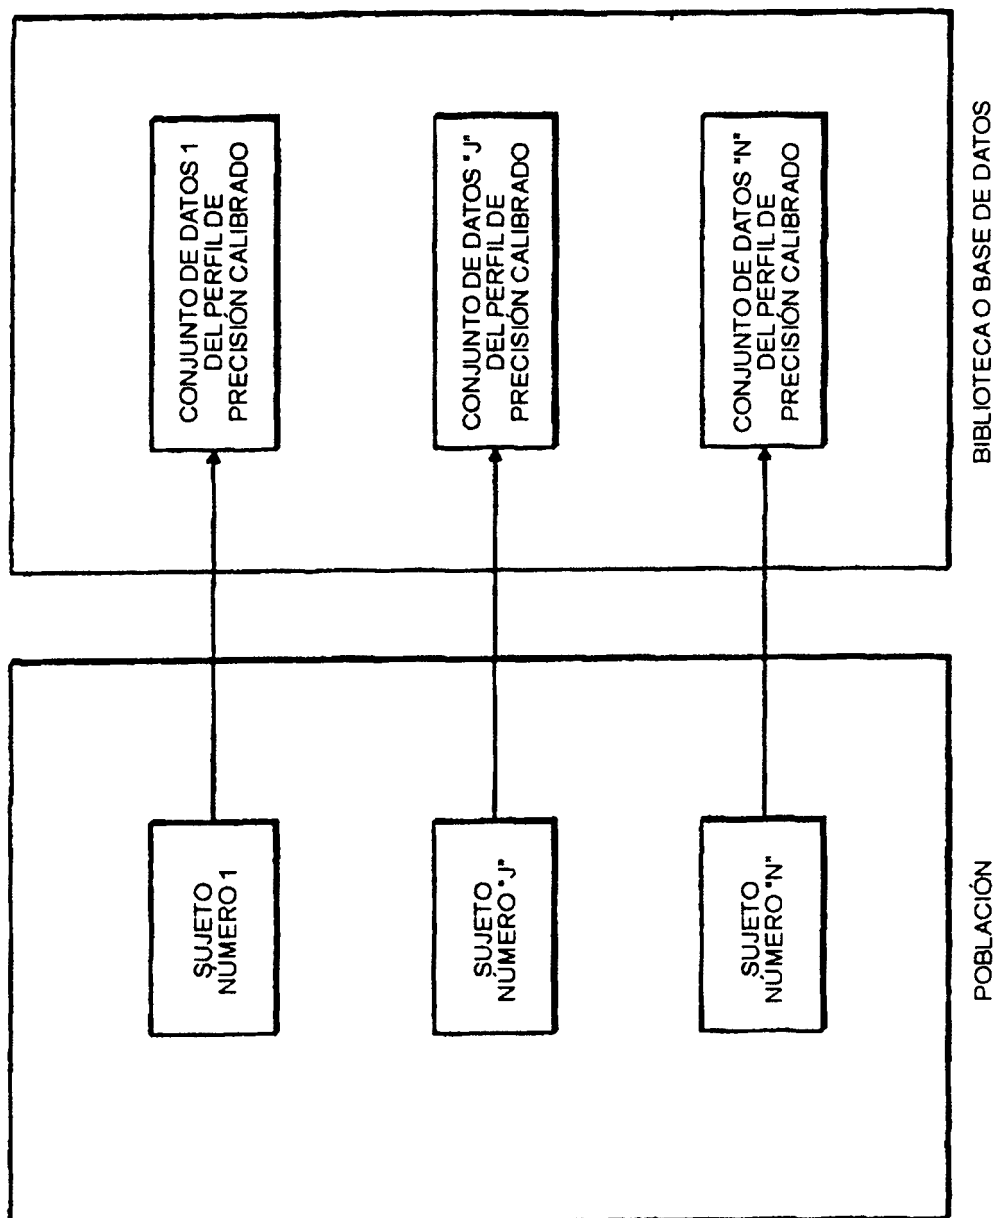 SUJETO
NÚMERO 1
CONJUNTO DE DATOS 1
DEL PERFIL DE
PRECISIÓN CALIBRADO
SUJETO
NÚMERO "J"
CONJUNTO DE DATOS "J"
DEL PERFIL DE
PRECISIÓN CALIBRADO
SUJETO
NÚMERO "N"
CONJUNTO DE DATOS "N"
DEL PERFIL DE
PRECISIÓN CALIBRADO
POBLACIÓN
BIBLIOTECA O BASE DE DATOS